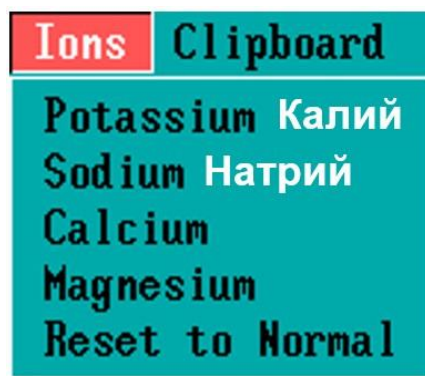 Ions Clipboard
Potassium Калий
Sodium Натрий
Calcium
Magnesium
Reset to Normal